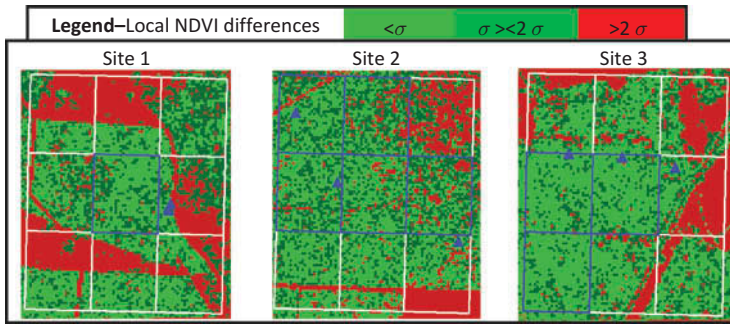 Legend–Local NDVI differences <σ σ><2 σ >2 σ
Site 1 Site 2 Site 3